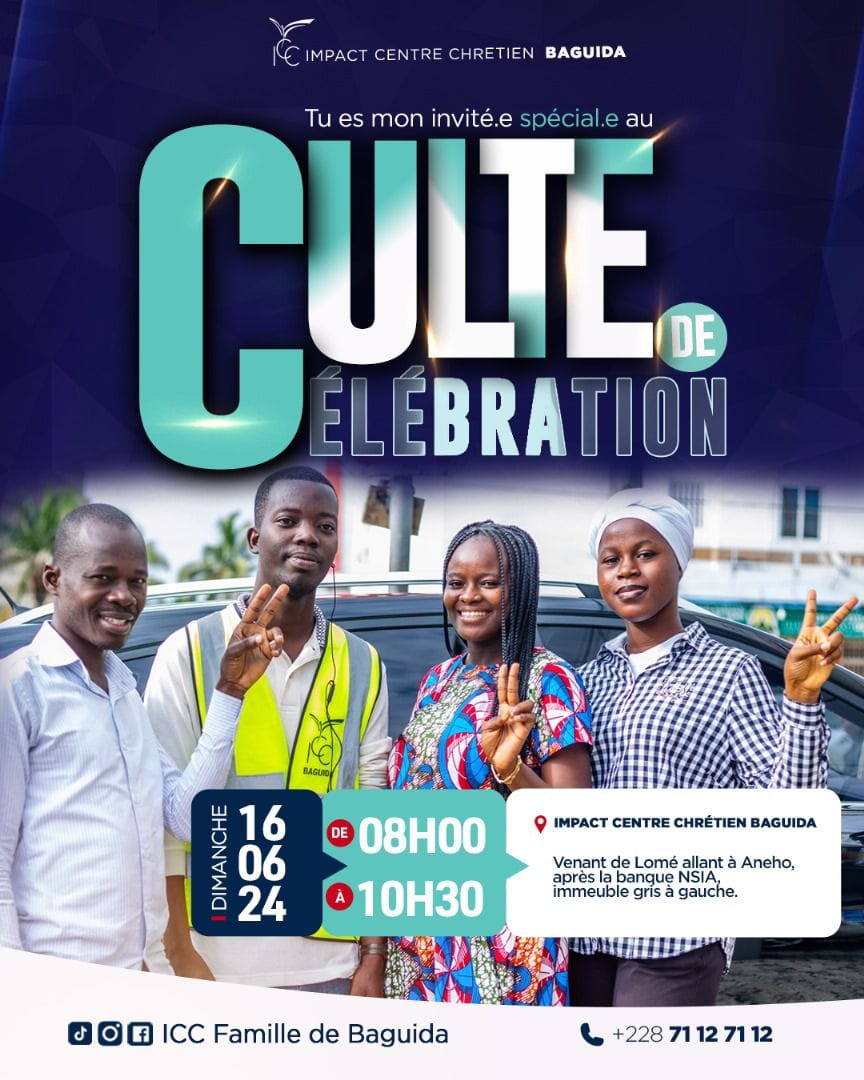 ICC IMPACT CENTRE CHRETIEN BAGUIDA
Tu es mon invité.e spécial.e au
CULTE
DE
CÉLÉBRATION
ICC
BAGUIDA
DIMANCHE
16
06
24
DE 08H00
À 10H30
IMPACT CENTRE CHRÉTIEN BAGUIDA
Venant de Lomé allant à Aneho,
après la banque NSIA,
immeuble gris à gauche.
ICC Famille de Baguida
+228 71 12 71 12